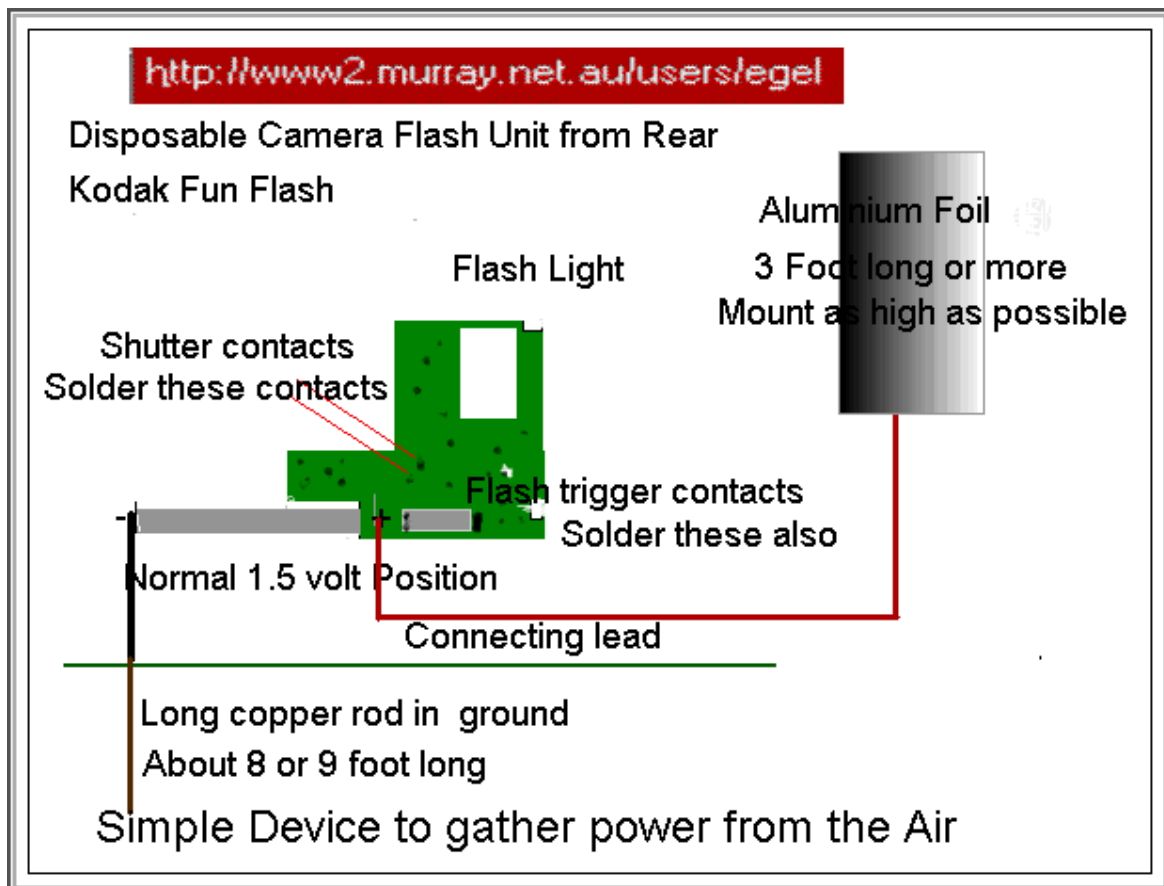 http://www2.murray.net.au/users/egel
Disposable Camera Flash Unit from Rear
Kodak Fun Flash
Aluminium Foil
3 Foot long or more
Mount as high as possible
Flash Light
Shutter contacts
Solder these contacts
Flash trigger contacts
Solder these also
- +
Normal 1.5 volt Position
Connecting lead
Long copper rod in ground
About 8 or 9 foot long
Simple Device to gather power from the Air